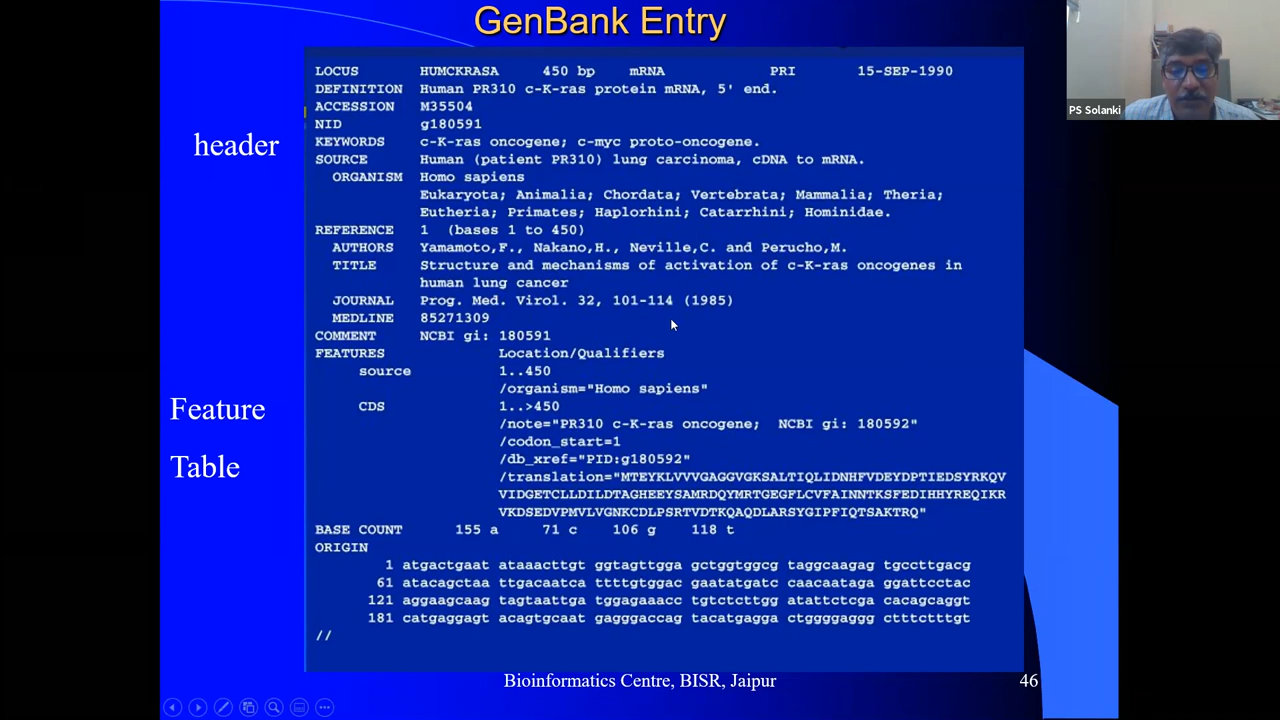 GenBank Entry
PS Solanki
header
LOCUS HUMCKRASA 450 bp mRNA PRI 15-SEP-1990
DEFINITION Human PR310 c-K-ras protein mRNA, 5' end.
ACCESSION M35504
NID g180591
KEYWORDS c-K-ras oncogene; c-myc proto-oncogene.
SOURCE Human (patient PR310) lung carcinoma, cDNA to mRNA.
ORGANISM Homo sapiens
Eukaryota; Animalia; Chordata; Vertebrata; Mammalia; Theria;
Eutheria; Primates; Haplorhini; Catarrhini; Hominidae.
REFERENCE 1 (bases 1 to 450)
AUTHORS Yamamoto,F., Nakano,H., Neville,C. and Perucho,M.
TITLE Structure and mechanisms of activation of c-K-ras oncogenes in
human lung cancer
JOURNAL Prog. Med. Virol. 32, 101-114 (1985)
MEDLINE 85271309
COMMENT NCBI gi: 180591
FEATURES Location/Qualifiers
source 1..450
/organism="Homo sapiens"
Feature
Table
CDS 1..>450
/note="PR310 c-K-ras oncogene; NCBI gi: 180592"
/codon_start=1
/db_xref="PID:g180592"
/translation="MTEYKLVVVGAGGVGKSALTIQLIDNHFVDEYDPTIEDSYRKQV
VIDGETCLLDILDTAGHEEYSAMRDQYMRTGEGFLCVFAINNTKSFEDIHHYREQIKR
VKDSEDVPMVLVGNKCDLPSRTVDTKQAQDLARSYGIPFIQTSAKTRQ"
BASE COUNT 155 a 71 c 106 g 118 t
ORIGIN
1 atgactgaat ataaacttgt ggtagttgga gctggtggcg taggcaagag tgccttgacg
61 atacagctaa ttgacaatca ttttgtggac gaatatgatc caacaataga ggattcctac
121 aggaagcaag tagtaattga tggagaaacc tgtctcttgg atattctcga cacagcaggt
181 catgaggagt acagtgcaat gagggaccag tacatgagga ctggggaggg ctttctttgt
//
Bioinformatics Centre, BISR, Jaipur 46